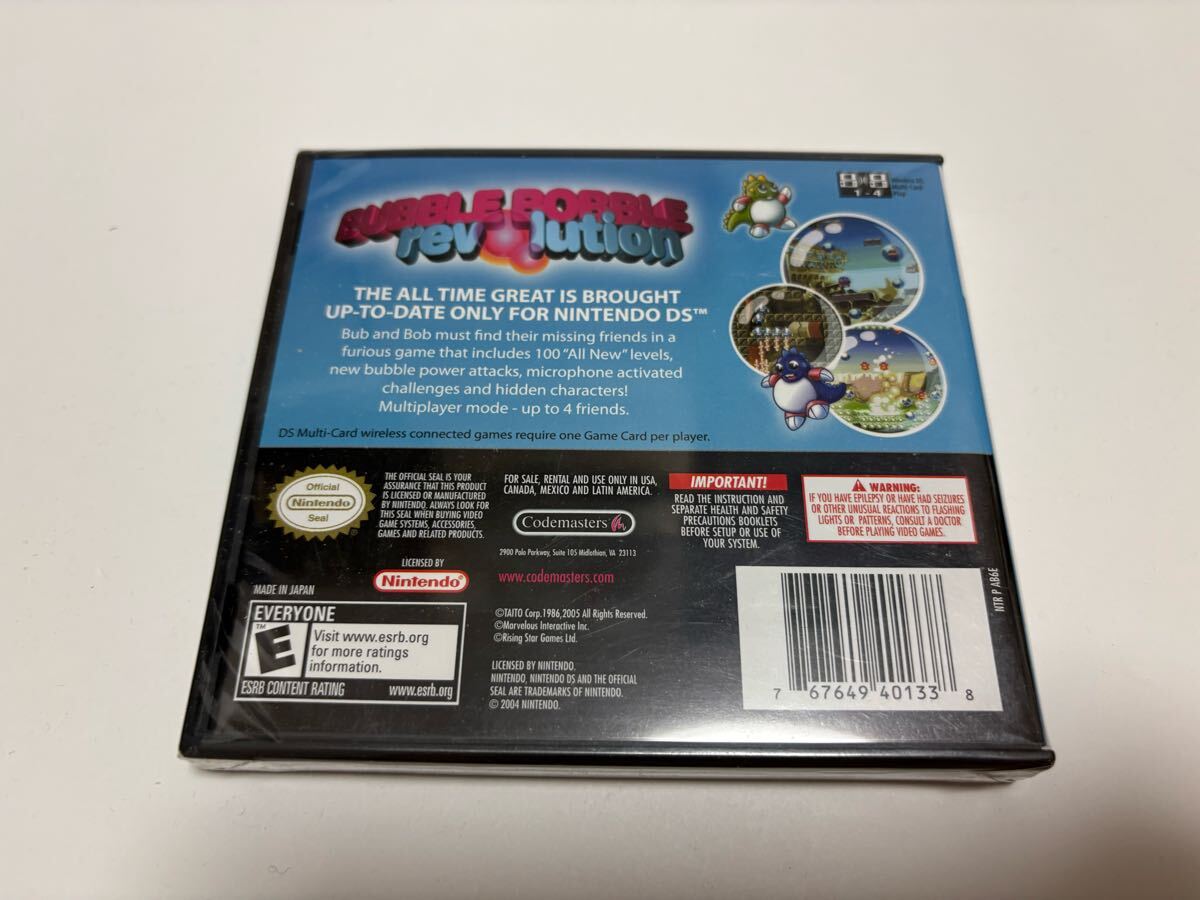 BUBBLE BOBBLE
revolution
1-4
Wireless DS
Multi-Card
Play
THE ALL TIME GREAT IS BROUGHT
UP-TO-DATE ONLY FOR NINTENDO DS™
Bub and Bob must find their missing friends in a
furious game that includes 100 "All New" levels,
new bubble power attacks, microphone activated
challenges and hidden characters!
Multiplayer mode - up to 4 friends.
DS Multi-Card wireless connected games require one Game Card per player.
Official
Nintendo
Seal
THE OFFICIAL SEAL IS YOUR
ASSURANCE THAT THIS PRODUCT
IS LICENSED OR MANUFACTURED
BY NINTENDO. ALWAYS LOOK FOR
THIS SEAL WHEN BUYING VIDEO
GAME SYSTEMS, ACCESSORIES,
GAMES AND RELATED PRODUCTS.
LICENSED BY
Nintendo®
MADE IN JAPAN
EVERYONE
E™
Visit www.esrb.org
for more ratings
information.
ESRB CONTENT RATING www.esrb.org
FOR SALE, RENTAL AND USE ONLY IN USA,
CANADA, MEXICO AND LATIN AMERICA.
Codemasters
2900 Polo Parkway, Suite 105 Midlothian, VA 23113
www.codemasters.com
©TAITO Corp.1986,2005 All Rights Reserved.
©Marvelous Interactive Inc.
©Rising Star Games Ltd.
LICENSED BY NINTENDO.
NINTENDO, NINTENDO DS AND THE OFFICIAL
SEAL ARE TRADEMARKS OF NINTENDO.
© 2004 NINTENDO.
IMPORTANT!
READ THE INSTRUCTION AND
SEPARATE HEALTH AND SAFETY
PRECAUTIONS BOOKLETS
BEFORE SETUP OR USE OF
YOUR SYSTEM.
WARNING:
IF YOU HAVE EPILEPSY OR HAVE HAD SEIZURES
OR OTHER UNUSUAL REACTIONS TO FLASHING
LIGHTS OR PATTERNS, CONSULT A DOCTOR
BEFORE PLAYING VIDEO GAMES.
NTR P AB6E
7 67649 40133 8